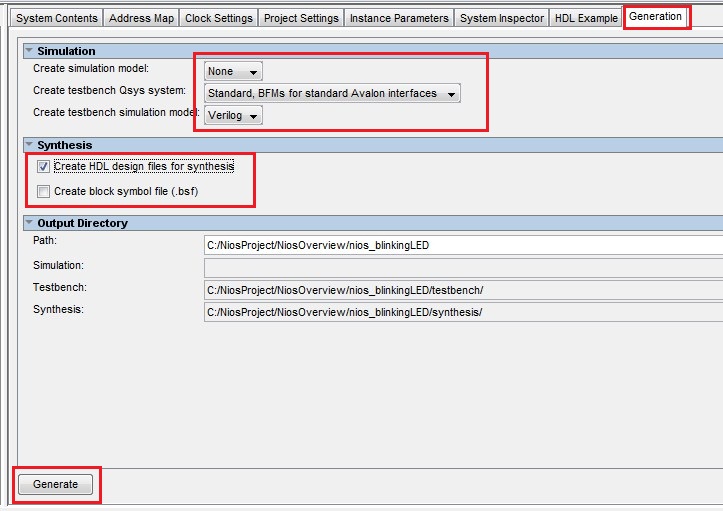 System Contents Address Map Clock Settings Project Settings Instance Parameters System Inspector HDL Example Generation
Simulation
Create simulation model: None
Create testbench Qsys system: Standard, BFMs for standard Avalon interfaces
Create testbench simulation model: Verilog
Synthesis
Create HDL design files for synthesis
Create block symbol file (.bsf)
Output Directory
Path: C:/NiosProject/NiosOverview/nios_blinkingLED
Simulation:
Testbench: C:/NiosProject/NiosOverview/nios_blinkingLED/testbench/
Synthesis: C:/NiosProject/NiosOverview/nios_blinkingLED/synthesis/
Generate